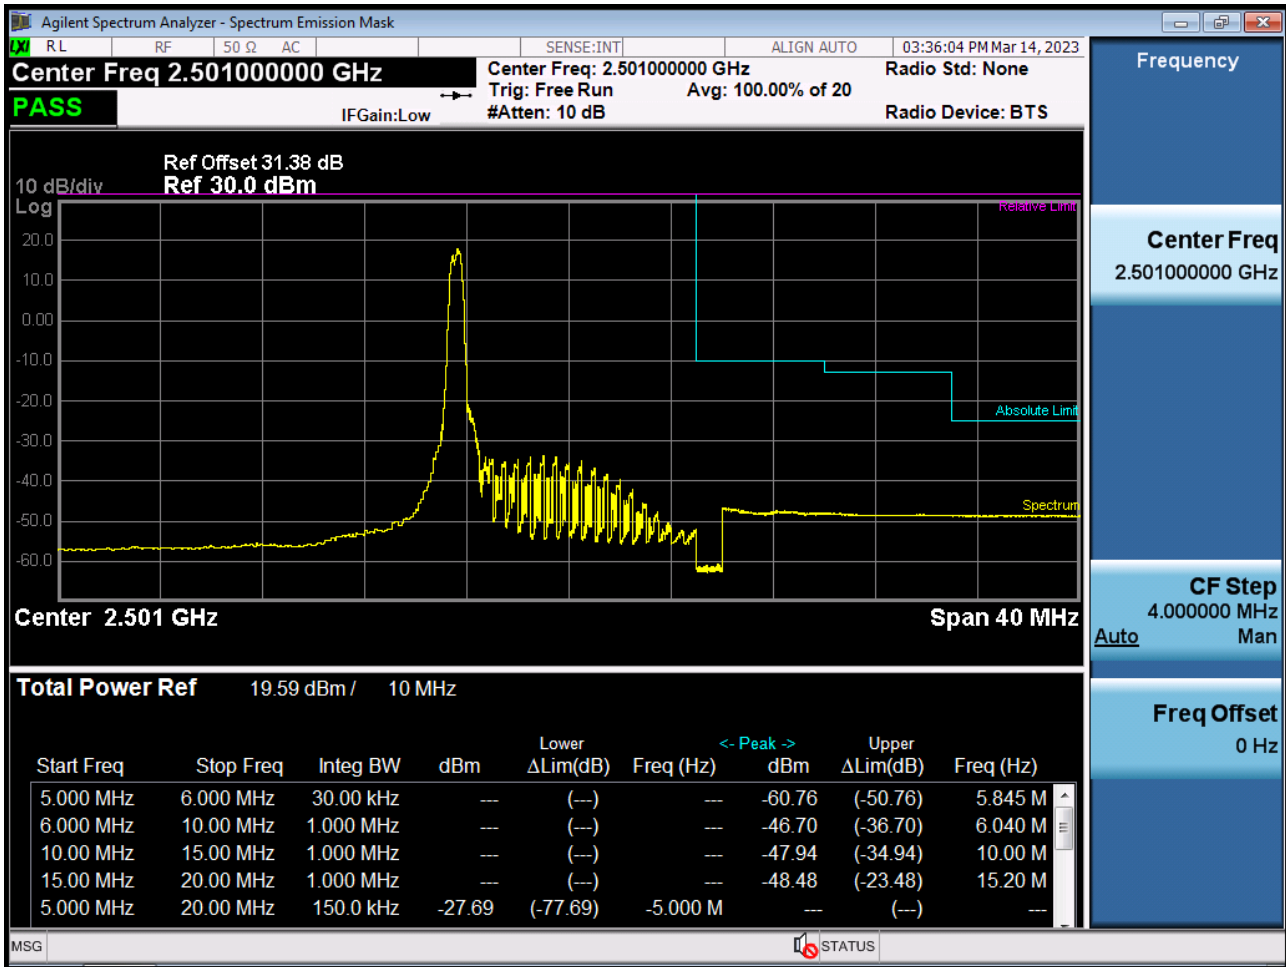 Agilent Spectrum Analyzer - Spectrum Emission Mask
LXI RL RF 50 Ω AC SENSE:INT ALIGN AUTO 03:36:04 PM Mar 14, 2023
Center Freq 2.501000000 GHz
Center Freq: 2.501000000 GHz Radio Std: None
Trig: Free Run Avg: 100.00% of 20
PASS
IFGain:Low #Atten: 10 dB Radio Device: BTS
Ref Offset 31.38 dB
10 dB/div Ref 30.0 dBm
Log
Relative Limit
20.0
10.0
0.00
-10.0
-20.0
Absolute Limit
-30.0
-40.0
Spectrum
-50.0
-60.0
Center 2.501 GHz Span 40 MHz
Total Power Ref 19.59 dBm / 10 MHz
Lower <- Peak -> Upper
Start Freq Stop Freq Integ BW dBm ΔLim(dB) Freq (Hz) dBm ΔLim(dB) Freq (Hz)
5.000 MHz 6.000 MHz 30.00 kHz --- (---) --- -60.76 (-50.76) 5.845 M
6.000 MHz 10.00 MHz 1.000 MHz --- (---) --- -46.70 (-36.70) 6.040 M
10.00 MHz 15.00 MHz 1.000 MHz --- (---) --- -47.94 (-34.94) 10.00 M
15.00 MHz 20.00 MHz 1.000 MHz --- (---) --- -48.48 (-23.48) 15.20 M
5.000 MHz 20.00 MHz 150.0 kHz -27.69 (-77.69) -5.000 M --- (---) ---
MSG STATUS
Frequency
Center Freq
2.501000000 GHz
CF Step
4.000000 MHz
Auto Man
Freq Offset
0 Hz